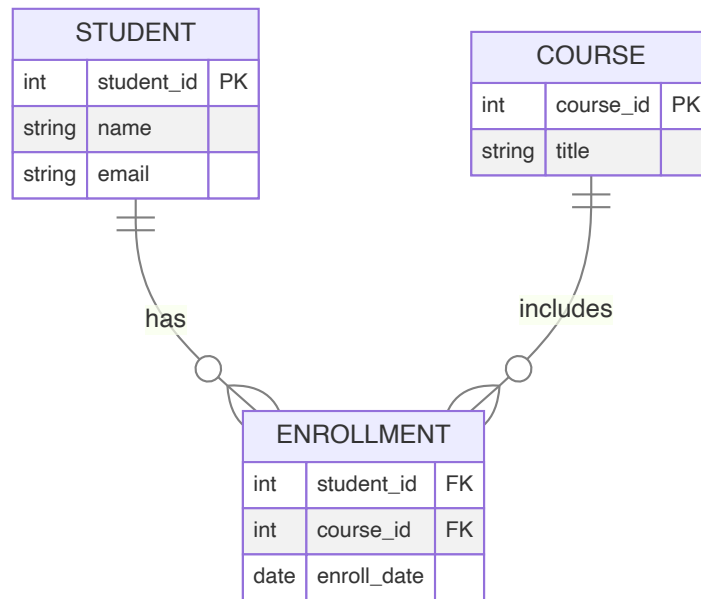 STUDENT
int student_id PK
string name
string email
COURSE
int course_id PK
string title
has
includes
ENROLLMENT
int student_id FK
int course_id FK
date enroll_date